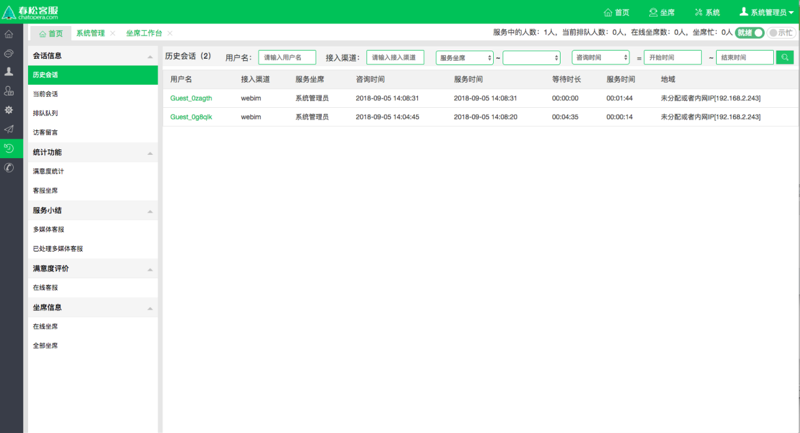 春松客服
chatopera.com
首页 坐席 系统 系统管理员
首页 系统管理 坐席工作台
服务中的人数：1人，当前排队人数：0人，在线坐席数：0人，坐席忙：0人 就绪 示忙
会话信息
历史会话
当前会话
排队队列
访客留言
统计功能
满意度统计
客服坐席
服务小结
多媒体客服
已处理多媒体客服
满意度评价
在线客服
坐席信息
在线坐席
全部坐席
历史会话（2） 用户名： 请输入用户名 接入渠道： 请输入接入渠道 服务坐席 – 咨询时间 = 开始时间 ~ 结束时间
用户名 接入渠道 服务坐席 咨询时间 服务时间 等待时长 服务时间 地域
Guest_0zagth webim 系统管理员 2018-09-05 14:08:31 2018-09-05 14:08:31 00:00:00 00:01:44 未分配或者内网IP[192.168.2.243]
Guest_0g8qlk webim 系统管理员 2018-09-05 14:04:45 2018-09-05 14:08:20 00:04:35 00:00:14 未分配或者内网IP[192.168.2.243]